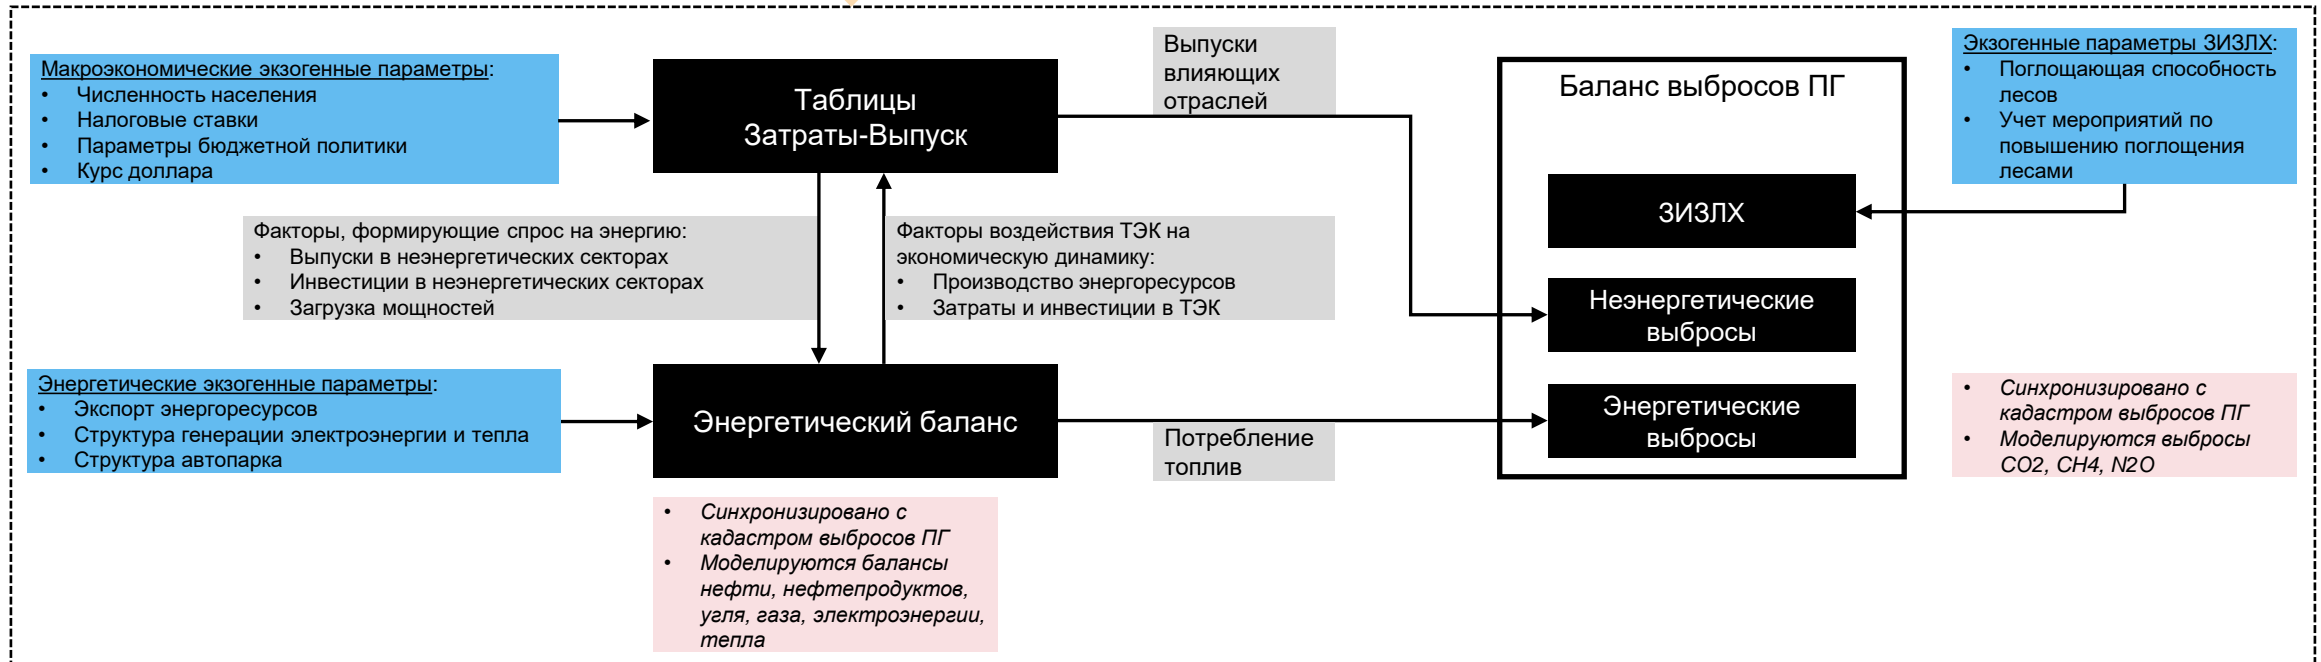 Макроэкономические экзогенные параметры:
• Численность населения
• Налоговые ставки
• Параметры бюджетной политики
• Курс доллара
Таблицы
Затраты-Выпуск
Выпуски
влияющих
отраслей
Баланс выбросов ПГ
Экзогенные параметры ЗИЗЛХ:
• Поглощающая способность
лесов
• Учет мероприятий по
повышению поглощения
лесами
ЗИЗЛХ
Факторы, формирующие спрос на энергию:
• Выпуски в неэнергетических секторах
• Инвестиции в неэнергетических секторах
• Загрузка мощностей
Факторы воздействия ТЭК на
экономическую динамику:
• Производство энергоресурсов
• Затраты и инвестиции в ТЭК
Неэнергетические
выбросы
Энергетические экзогенные параметры:
• Экспорт энергоресурсов
• Структура генерации электроэнергии и тепла
• Структура автопарка
Энергетический баланс
Потребление
топлив
Энергетические
выбросы
• Синхронизировано с
кадастром выбросов ПГ
• Моделируются выбросы
CO2, CH4, N2O
• Синхронизировано с
кадастром выбросов ПГ
• Моделируются балансы
нефти, нефтепродуктов,
угля, газа, электроэнергии,
тепла